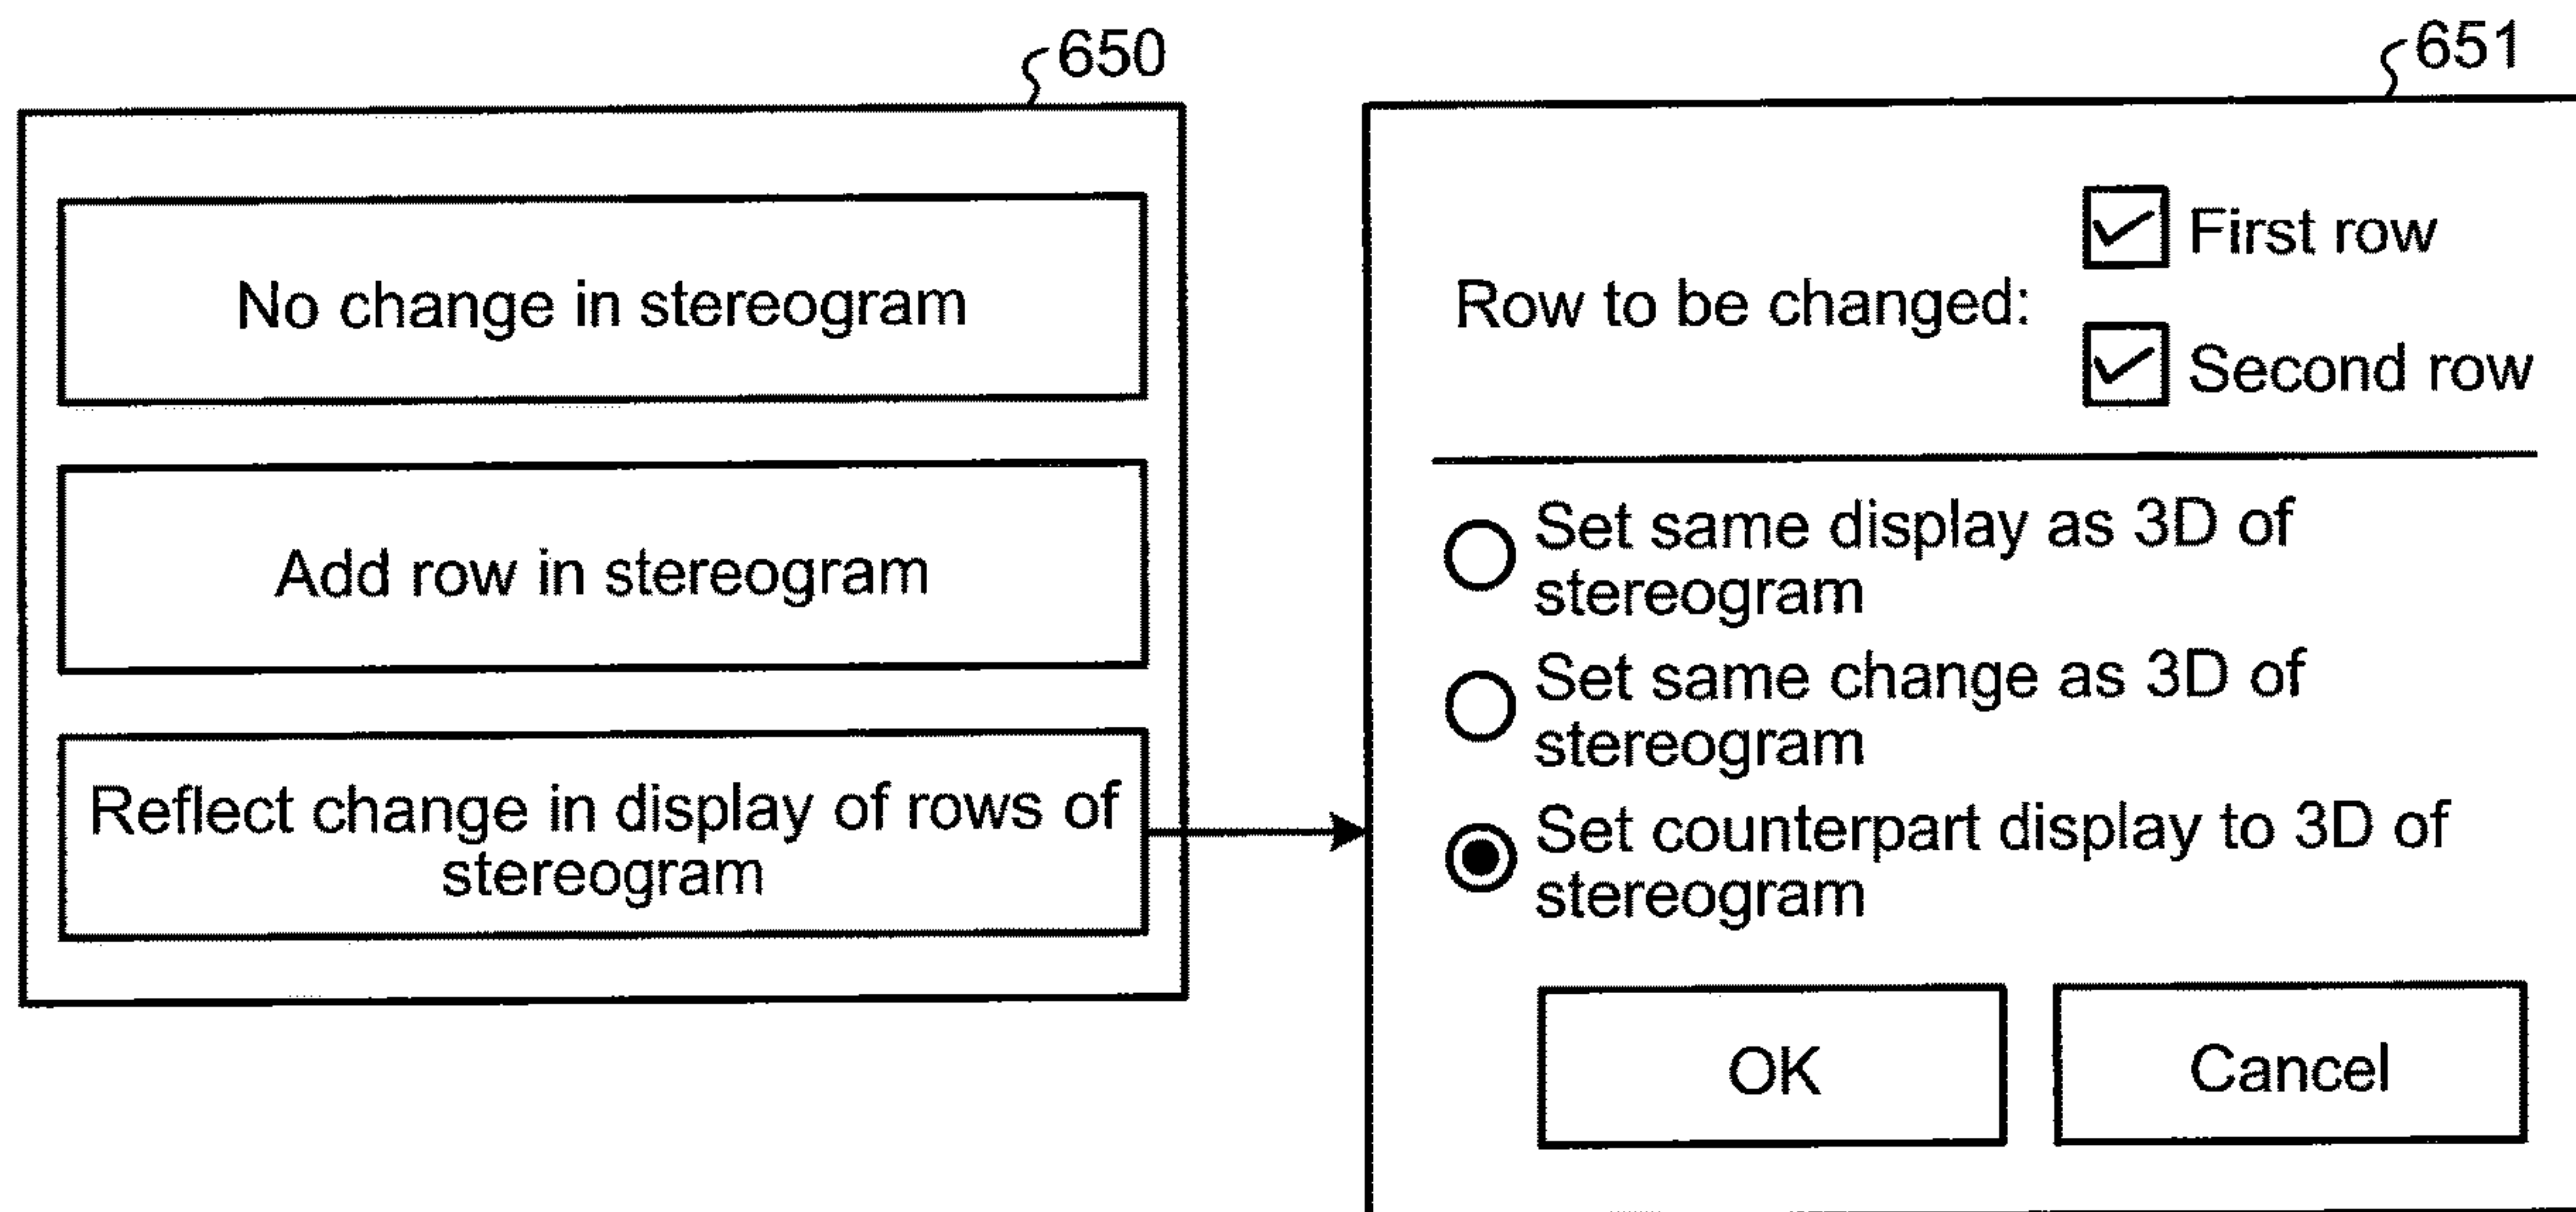 650
No change in stereogram
Add row in stereogram
Reflect change in display of rows of
stereogram
651
Row to be changed:
First row
Second row
Set same display as 3D of
stereogram
Set same change as 3D of
stereogram
Set counterpart display to 3D of
stereogram
OK
Cancel